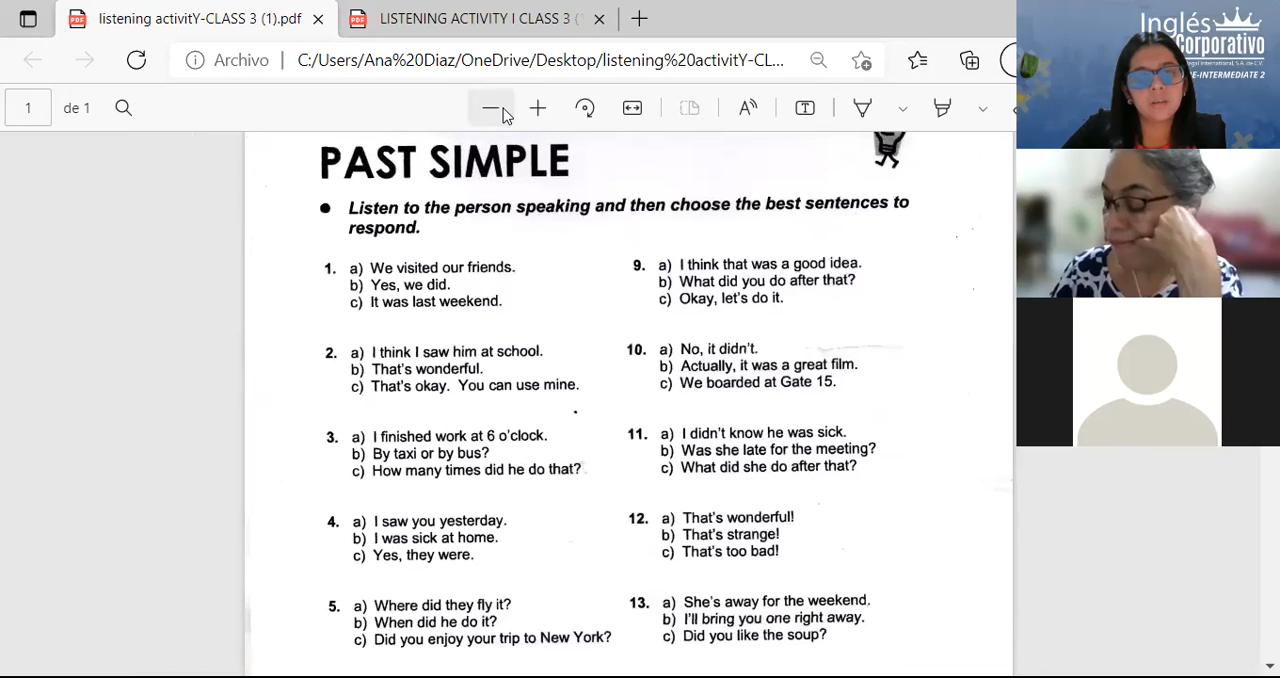 listening activitY-CLASS 3 (1).pdf
LISTENING ACTIVITY I CLASS 3 (
Archivo
C:/Users/Ana%20Diaz/OneDrive/Desktop/listening%20activitY-CL...
1
de 1
PAST SIMPLE
● Listen to the person speaking and then choose the best sentences to
respond.
1. a) We visited our friends.
b) Yes, we did.
c) It was last weekend.
2. a) I think I saw him at school.
b) That's wonderful.
c) That's okay. You can use mine.
3. a) I finished work at 6 o'clock.
b) By taxi or by bus?
c) How many times did he do that?
4. a) I saw you yesterday.
b) I was sick at home.
c) Yes, they were.
5. a) Where did they fly it?
b) When did he do it?
c) Did you enjoy your trip to New York?
9. a) I think that was a good idea.
b) What did you do after that?
c) Okay, let's do it.
10. a) No, it didn't.
b) Actually, it was a great film.
c) We boarded at Gate 15.
11. a) I didn't know he was sick.
b) Was she late for the meeting?
c) What did she do after that?
12. a) That's wonderful!
b) That's strange!
c) That's too bad!
13. a) She's away for the weekend.
b) I'll bring you one right away.
c) Did you like the soup?
Inglés
Corporativo
E-INTERMEDIATE 2